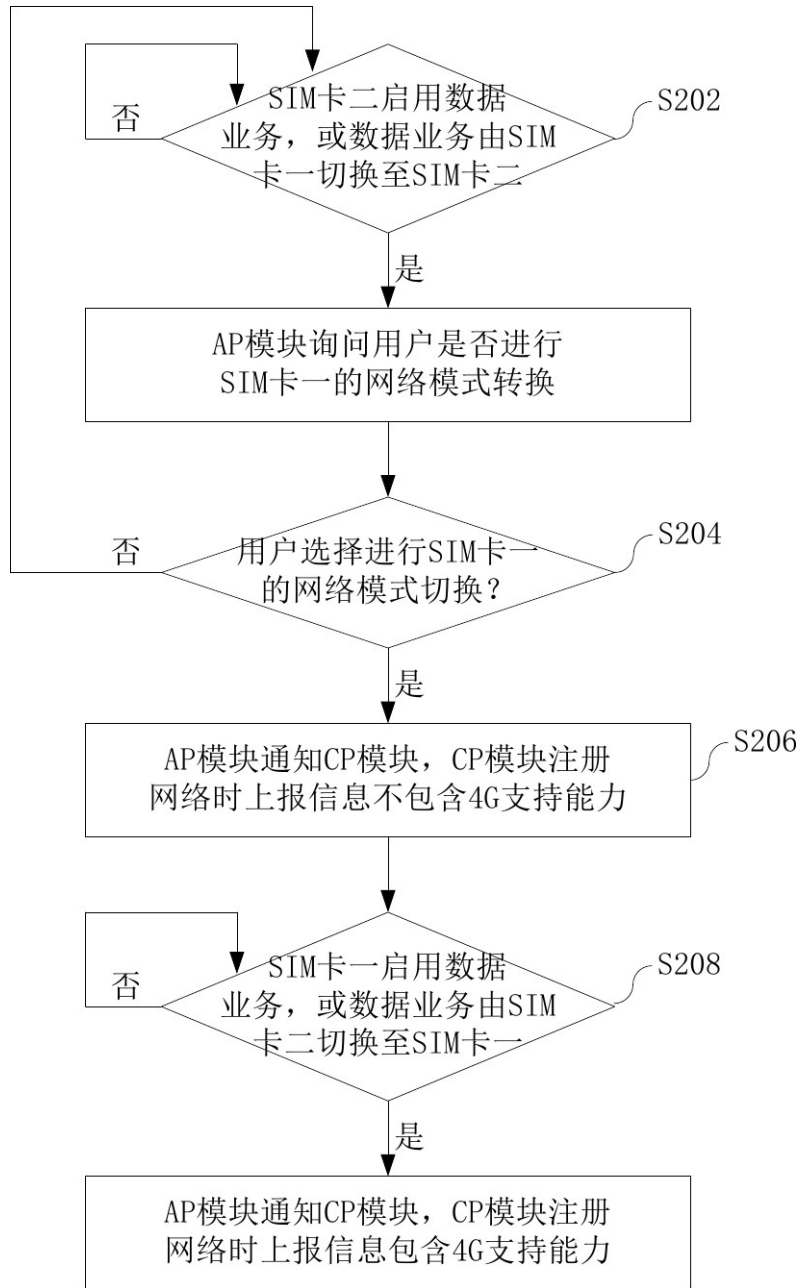 SIM卡二启用数据
业务，或数据业务由SIM
卡一切换至SIM卡二
S202
否
是
AP模块询问用户是否进行
SIM卡一的网络模式转换
用户选择进行SIM卡一
的网络模式切换？
S204
否
是
AP模块通知CP模块，CP模块注册
网络时上报信息不包含4G支持能力
S206
SIM卡一启用数据
业务，或数据业务由SIM
卡二切换至SIM卡一
S208
否
是
AP模块通知CP模块，CP模块注册
网络时上报信息包含4G支持能力